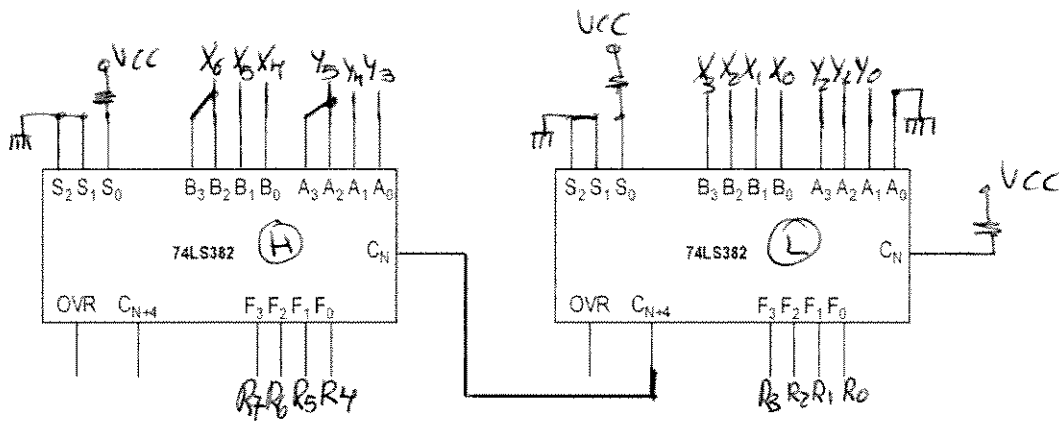 VCC VCC
X6 X5 X4 Y5 Y4 Y3 X3 X2 X1 X0 Y2 Y1 Y0
S2 S1 S0 B3 B2 B1 B0 A3 A2 A1 A0 S2 S1 S0 B3 B2 B1 B0 A3 A2 A1 A0
VCC
74LS382 H CN 74LS382 L CN
OVR CN+4 F3 F2 F1 F0 OVR CN+4 F3 F2 F1 F0
R7 R6 R5 R4 R3 R2 R1 R0